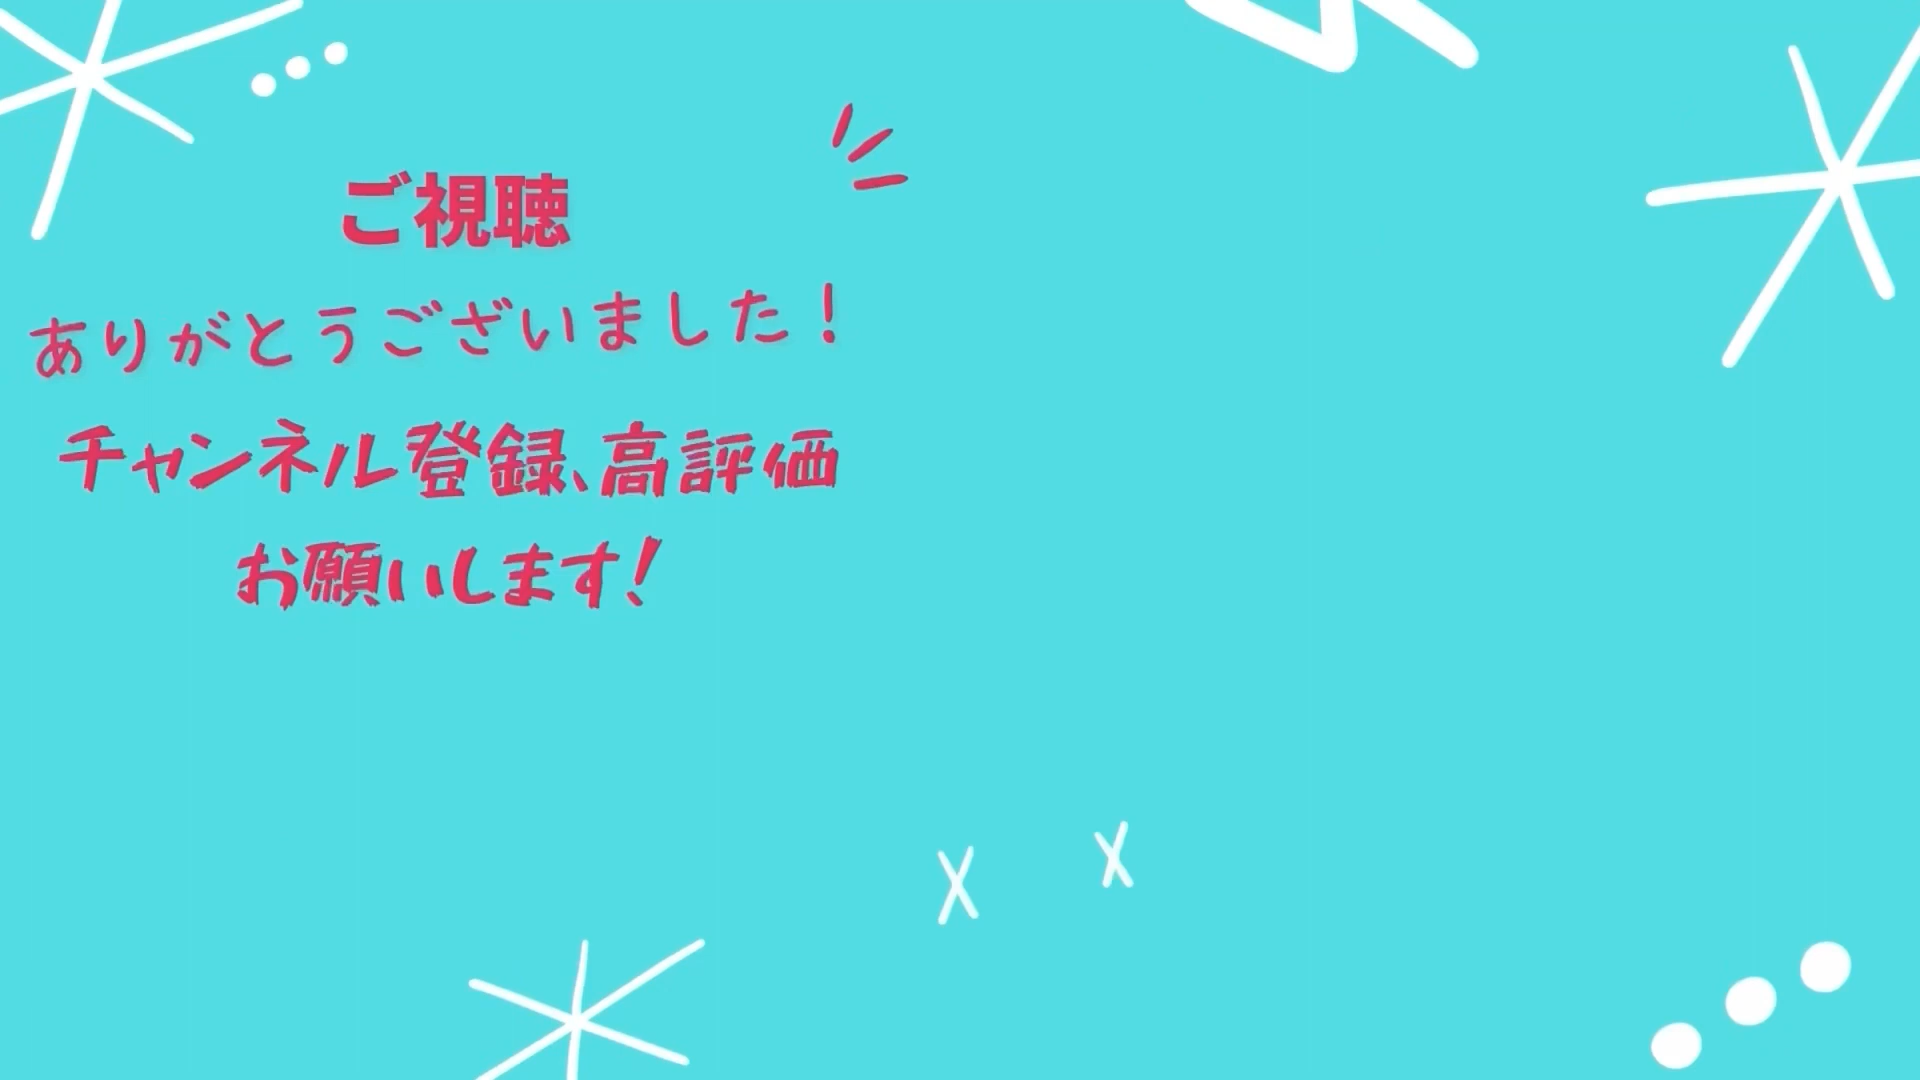 ご視聴
ありがとうございました！
チャンネル登録、高評価
お願いします！